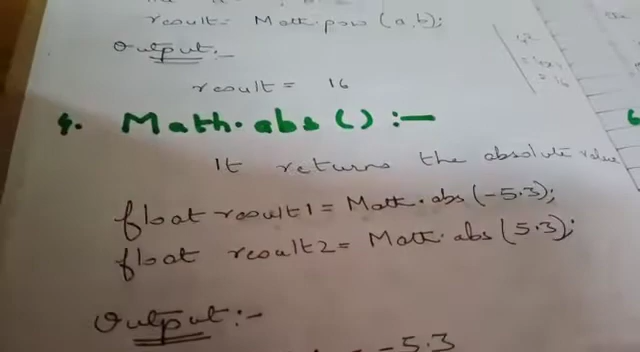 result= Math.pow(a,b);
Output:-
result = 16
4. Math.abs() :-
It returns the absolute value
float result1 = Math.abs(-5.3);
float result2= Math.abs(5.3);
Output:-
= -5.3